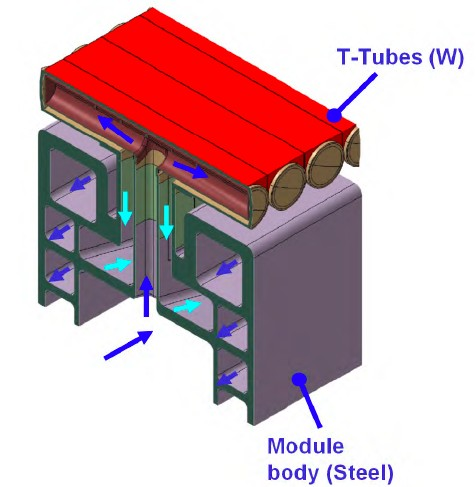 T-Tubes (W)
Module
body (Steel)